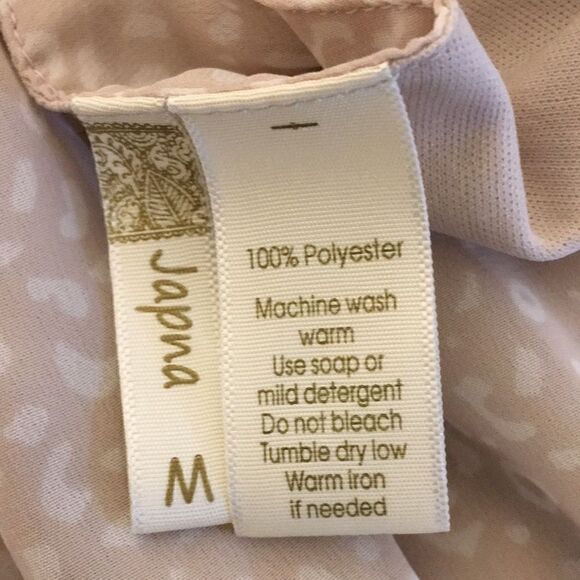 Japna
M
100% Polyester
Machine wash
warm
Use soap or
mild detergent
Do not bleach
Tumble dry low
Warm Iron
if needed